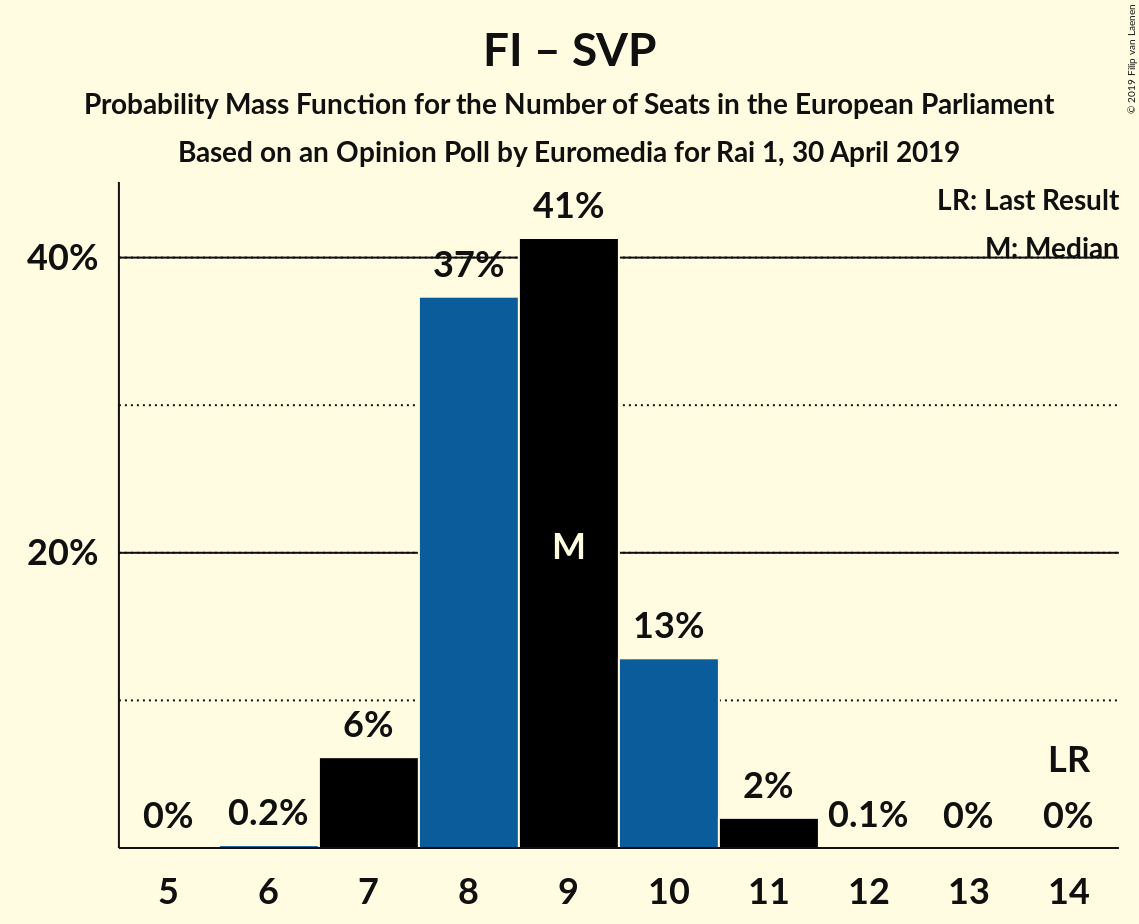 FI – SVP
Probability Mass Function for the Number of Seats in the European Parliament
Based on an Opinion Poll by Euromedia for Rai 1, 30 April 2019
© 2019 Filip van Laenen
LR: Last Result
M: Median
40%
20%
0%
0.2%
6%
37%
41%
M
13%
2%
0.1%
0%
LR
0%
5 6 7 8 9 10 11 12 13 14